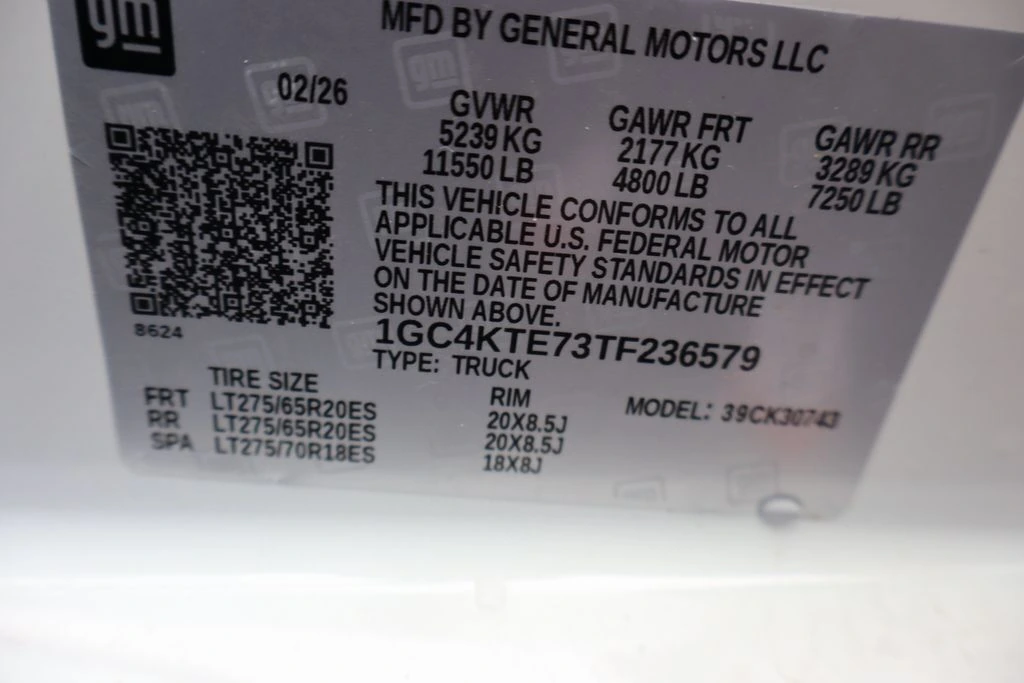 gm
MFD BY GENERAL MOTORS LLC
02/26
GVWR
5239 KG
11550 LB
GAWR FRT
2177 KG
4800 LB
GAWR RR
3289 KG
7250 LB
THIS VEHICLE CONFORMS TO ALL
APPLICABLE U.S. FEDERAL MOTOR
VEHICLE SAFETY STANDARDS IN EFFECT
ON THE DATE OF MANUFACTURE
SHOWN ABOVE.
8624
1GC4KTE73TF236579
TYPE: TRUCK
TIRE SIZE RIM
FRT LT275/65R20ES 20X8.5J
RR LT275/65R20ES 20X8.5J
SPA LT275/70R18ES 18X8J
MODEL: 39CK30743